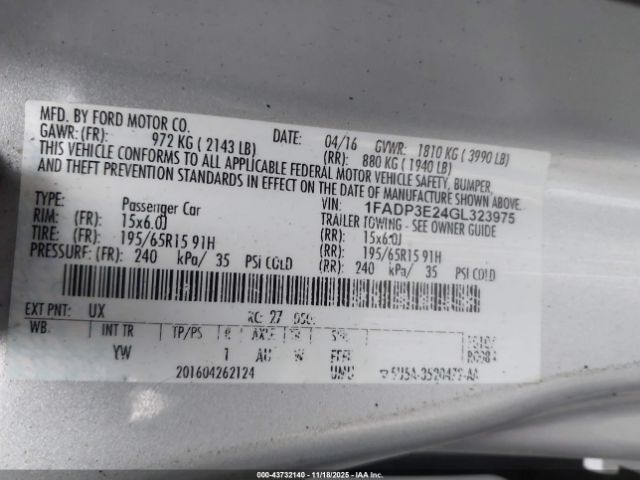 MFD. BY FORD MOTOR CO.
DATE: 04/16 GVWR: 1810 KG ( 3990 LB)
GAWR: (FR): 972 KG ( 2143 LB) (RR): 880 KG ( 1940 LB)
THIS VEHICLE CONFORMS TO ALL APPLICABLE FEDERAL MOTOR VEHICLE SAFETY, BUMPER,
AND THEFT PREVENTION STANDARDS IN EFFECT ON THE DATE OF MANUFACTURE SHOWN ABOVE.
VIN: 1FADP3E24GL323975
TYPE: Passenger Car TRAILER TOWING - SEE OWNER GUIDE
RIM: (FR): 15x6.0J (RR): 15x6.0J
TIRE: (FR): 195/65R15 91H (RR): 195/65R15 91H
PRESSURE: (FR): 240 kPa/ 35 PSI COLD (RR): 240 kPa/ 35 PSI COLD
EXT PNT: UX RC: 27
WB INT TR TP/PS R AXLE TR
YW 1 W
201604262124
000-43732140 - 11/18/2025 - IAA Inc.